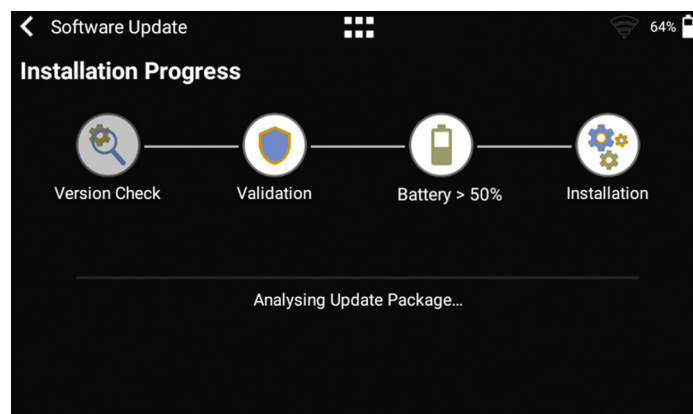 Software Update
64%
Installation Progress
Version Check
Validation
Battery > 50%
Installation
Analysing Update Package...